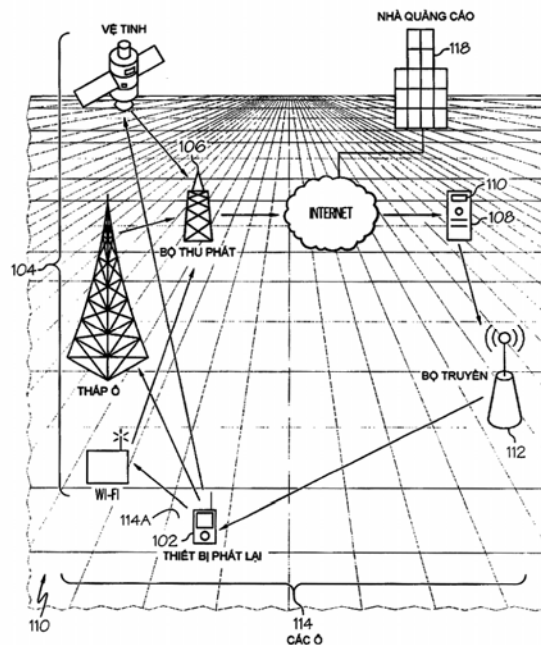 VỆ TINH
NHÀ QUẢNG CÁO
118
106
INTERNET
110
108
BỘ THU PHÁT
104
THÁP Ô
BỘ TRUYỀN
112
WI-FI
114A
102
THIẾT BỊ PHÁT LẠI
110
114
CÁC Ô